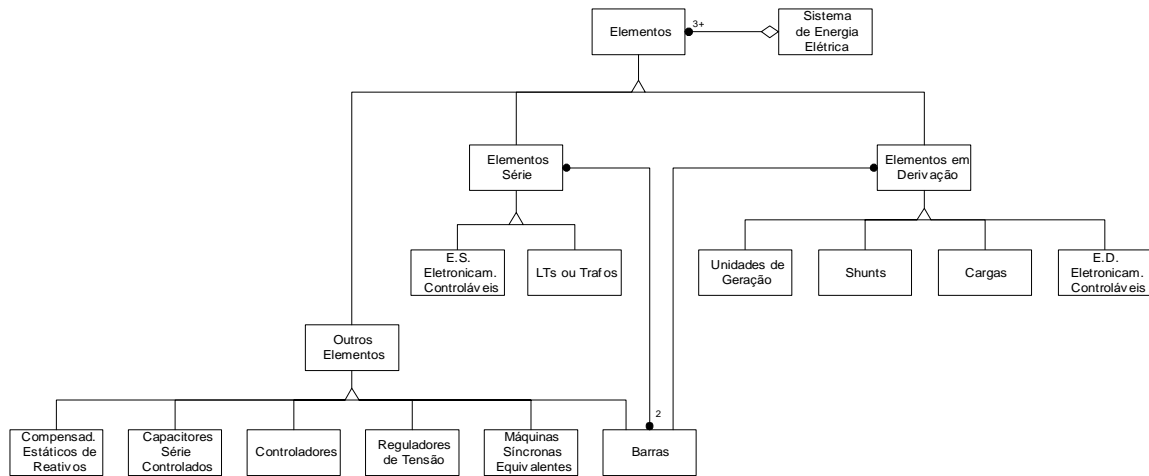 Elementos
3+
Sistema
de Energia
Elétrica
Elementos
Série
Elementos em
Derivação
E.S.
Eletronicam.
Controláveis
LTs ou Trafos
Unidades de
Geração
Shunts
Cargas
E.D.
Eletronicam.
Controláveis
Outros
Elementos
2
Compensad.
Estáticos de
Reativos
Capacitores
Série
Controlados
Controladores
Reguladores
de Tensão
Máquinas
Síncronas
Equivalentes
Barras